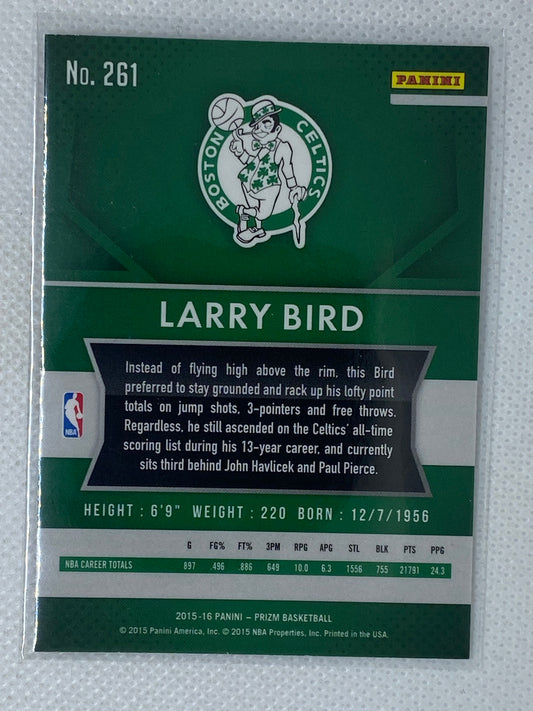 No. 261
PANINI
BOSTON CELTICS
LARRY BIRD
Instead of flying high above the rim, this Bird
preferred to stay grounded and rack up his lofty point
totals on jump shots, 3-pointers and free throws.
Regardless, he still ascended on the Celtics' all-time
scoring list during his 13-year career, and currently
sits third behind John Havlicek and Paul Pierce.
NBA
HEIGHT : 6'9" WEIGHT : 220 BORN : 12/7/1956
G FG% FT% 3PM RPG APG STL BLK PTS PPG
NBA CAREER TOTALS 897 .496 .886 649 10.0 6.3 1556 755 21791 24.3
2015-16 PANINI – PRIZM BASKETBALL
© 2015 Panini America, Inc. © 2015 NBA Properties, Inc. Printed in the USA.